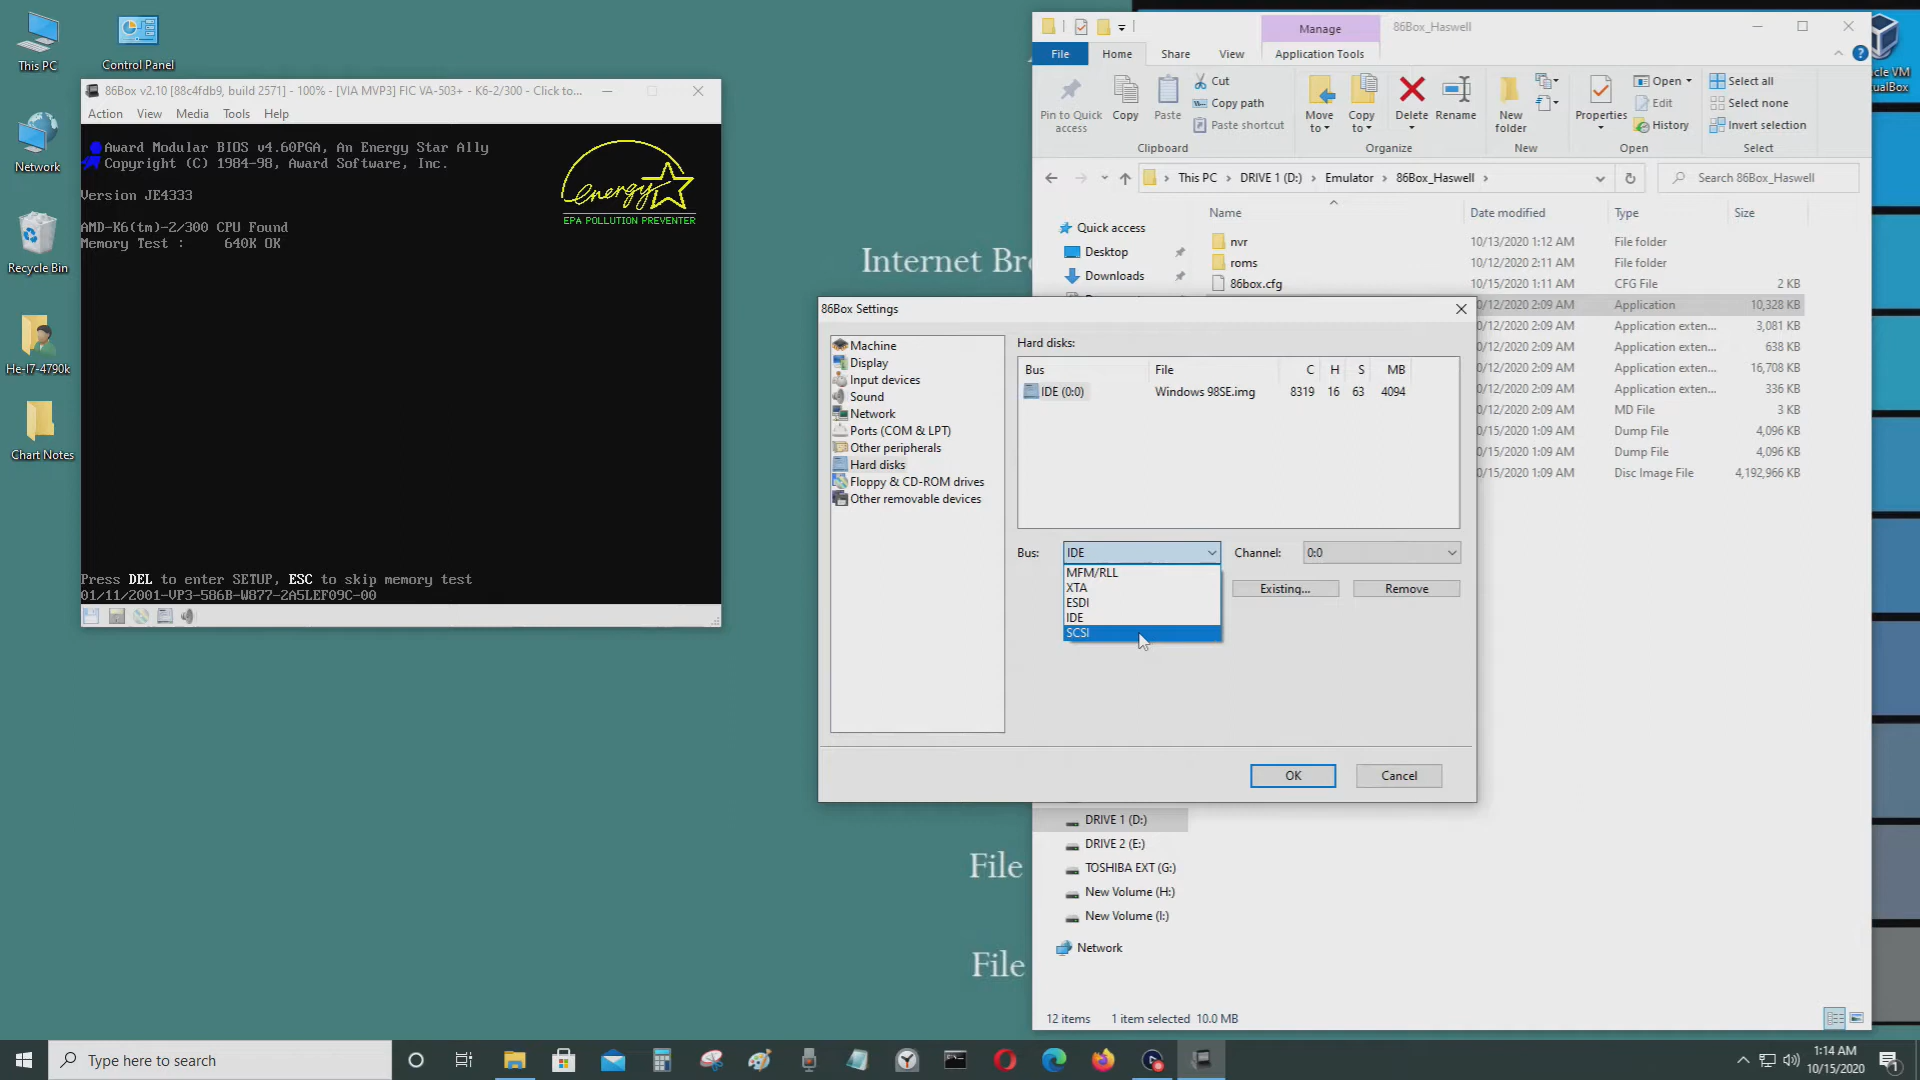 This PC
Control Panel
Network
Recycle Bin
He-I7-4790k
Chart Notes
86Box v2.10 [88c4fdb9, build 2571] - 100% - [VIA MVP3] FIC VA-503+ - K6-2/300 - Click to...
Action View Media Tools Help
Award Modular BIOS v4.60PGA, An Energy Star Ally
Copyright (C) 1984-98, Award Software, Inc.
energy
EPA POLLUTION PREVENTER
Version JE4333
AMD-K6(tm)-2/300 CPU Found
Memory Test : 640K OK
Press DEL to enter SETUP, ESC to skip memory test
01/11/2001-VP3-586B-W877-2A5LEF09C-00
Internet Bro
File
File
Manage
86Box_Haswell
File Home Share View Application Tools
Pin to Quick access
Copy
Paste
Cut
Copy path
Paste shortcut
Clipboard
Move to
Copy to
Delete
Rename
Organize
New folder
New
Properties
Open
Edit
History
Open
Select all
Select none
Invert selection
Select
This PC > DRIVE 1 (D:) > Emulator > 86Box_Haswell >
Search 86Box_Haswell
Name Date modified Type Size
Quick access
Desktop
Downloads
nvr 10/13/2020 1:12 AM File folder
roms 10/12/2020 2:11 AM File folder
86box.cfg 10/15/2020 1:11 AM CFG File 2 KB
0/12/2020 2:09 AM Application 10,328 KB
0/12/2020 2:09 AM Application exten... 3,081 KB
0/12/2020 2:09 AM Application exten... 638 KB
0/12/2020 2:09 AM Application exten... 16,708 KB
0/12/2020 2:09 AM Application exten... 336 KB
0/12/2020 2:09 AM MD File 3 KB
0/15/2020 1:09 AM Dump File 4,096 KB
0/15/2020 1:09 AM Dump File 4,096 KB
0/15/2020 1:09 AM Disc Image File 4,192,966 KB
86Box Settings
Machine
Display
Input devices
Sound
Network
Ports (COM & LPT)
Other peripherals
Hard disks
Floppy & CD-ROM drives
Other removable devices
Hard disks:
Bus File C H S MB
IDE (0:0) Windows 98SE.img 8319 16 63 4094
Bus: IDE Channel: 0:0
MFM/RLL
XTA
ESDI
IDE
SCSI
Existing... Remove
OK Cancel
DRIVE 1 (D:)
DRIVE 2 (E:)
TOSHIBA EXT (G:)
New Volume (H:)
New Volume (I:)
Network
12 items 1 item selected 10.0 MB
cle VM
ualBox
Type here to search
1:14 AM
10/15/2020
1